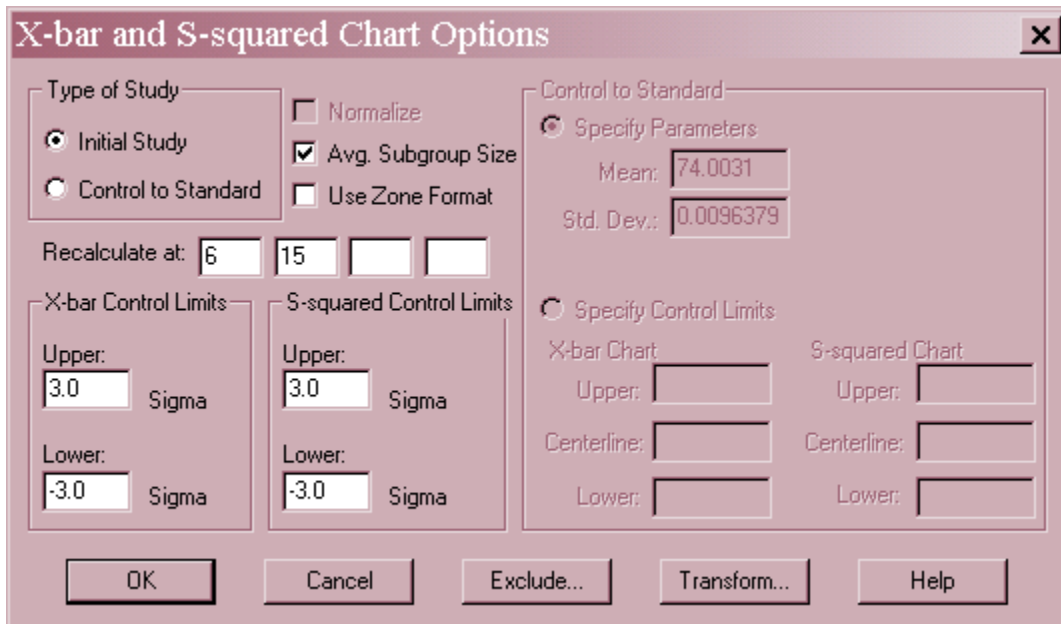 X-bar and S-squared Chart Options
Type of Study
Initial Study
Control to Standard
Normalize
Avg. Subgroup Size
Use Zone Format
Recalculate at: 6 15
X-bar Control Limits
Upper:
3.0 Sigma
Lower:
-3.0 Sigma
S-squared Control Limits
Upper:
3.0 Sigma
Lower:
-3.0 Sigma
Control to Standard
Specify Parameters
Mean: 74.0031
Std. Dev.: 0.0096379
Specify Control Limits
X-bar Chart
Upper:
Centerline:
Lower:
S-squared Chart
Upper:
Centerline:
Lower:
OK Cancel Exclude... Transform... Help